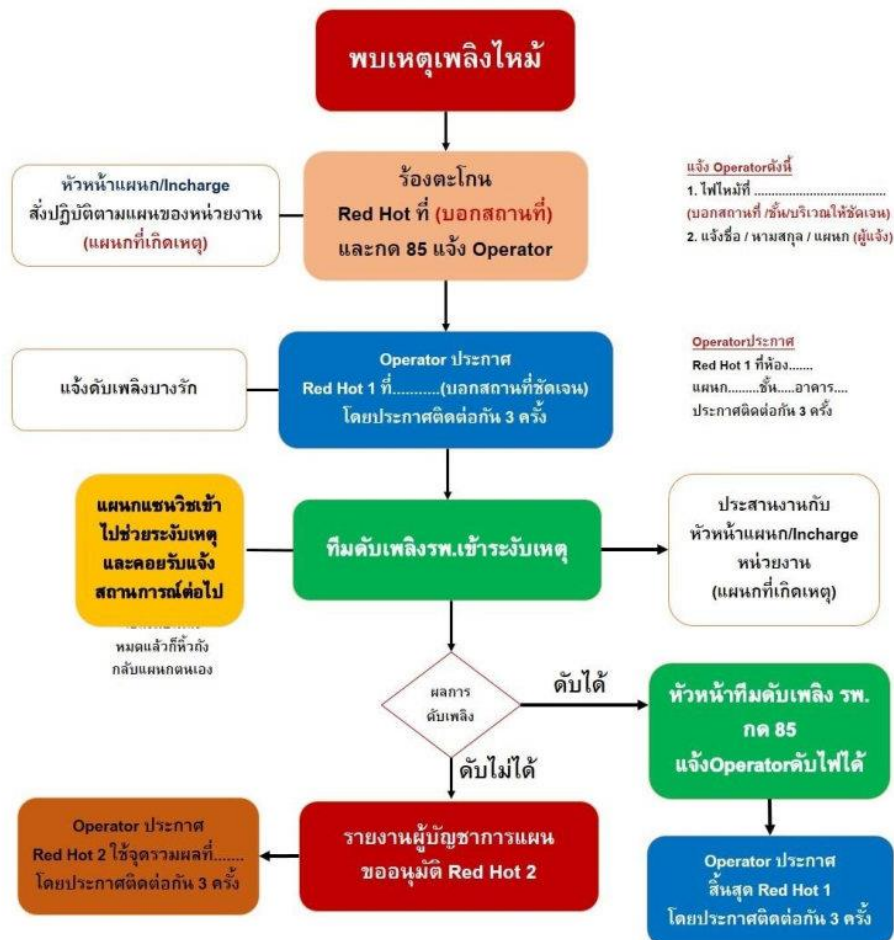 พบเหตุเพลิงไหม้
หัวหน้าแผนก/Incharge
สั่งปฏิบัติตามแผนของหน่วยงาน
(แผนกที่เกิดเหตุ)
ร้องตะโกน
Red Hot ที่ (บอกสถานที่)
และกด 85 แจ้ง Operator
แจ้ง Operatorดังนี้
1. ไฟไหม้ที่ ......................................
(บอกสถานที่ /ชั้น/บริเวณให้ชัดเจน)
2. แจ้งชื่อ / นามสกุล / แผนก (ผู้แจ้ง)
แจ้งดับเพลิงบางรัก
Operator ประกาศ
Red Hot 1 ที่...........(บอกสถานที่ชัดเจน)
โดยประกาศติดต่อกัน 3 ครั้ง
Operatorประกาศ
Red Hot 1 ที่ห้อง.......
แผนก.........ชั้น.....อาคาร....
ประกาศติดต่อกัน 3 ครั้ง
แผนกแซนวิชเข้า
ไปช่วยระงับเหตุ
และคอยรับแจ้ง
สถานการณ์ต่อไป
หมดแล้วก็หิ้วถัง
กลับแผนกตนเอง
ทีมดับเพลิงรพ.เข้าระงับเหตุ
ประสานงานกับ
หัวหน้าแผนก/Incharge
หน่วยงาน
(แผนกที่เกิดเหตุ)
ผลการ
ดับเพลิง
ดับได้
หัวหน้าทีมดับเพลิง รพ.
กด 85
แจ้งOperatorดับไฟได้
ดับไม่ได้
Operator ประกาศ
Red Hot 2 ใช้จุดรวมผลที่.......
โดยประกาศติดต่อกัน 3 ครั้ง
รายงานผู้บัญชาการแผน
ขออนุมัติ Red Hot 2
Operator ประกาศ
สิ้นสุด Red Hot 1
โดยประกาศติดต่อกัน 3 ครั้ง